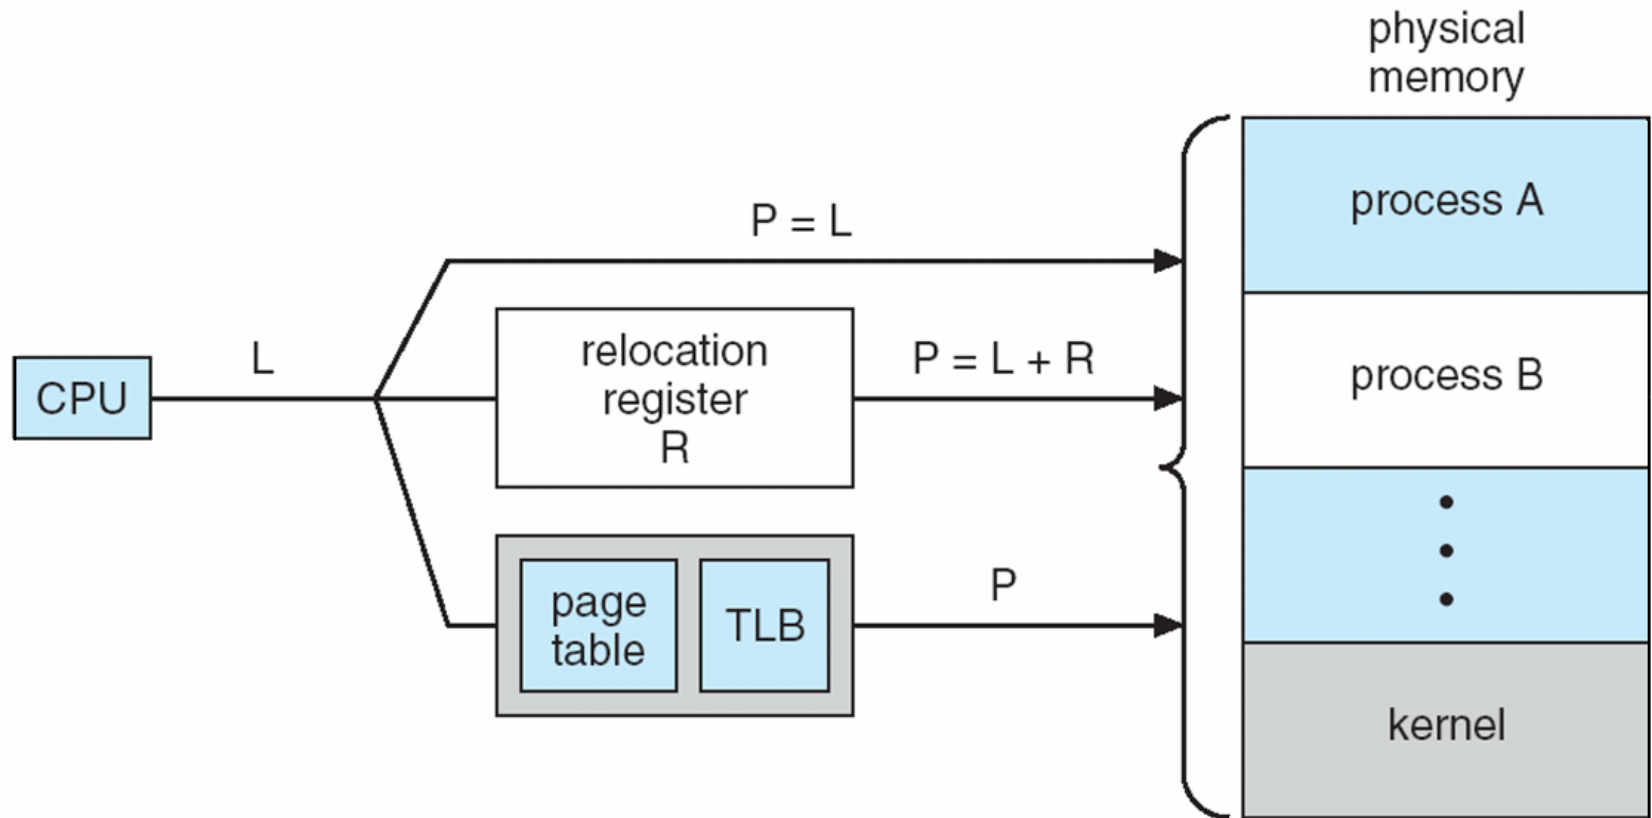 physical
memory
process A
P = L
relocation
register
R
P = L + R
L
CPU
process B
page
table
TLB
P
kernel